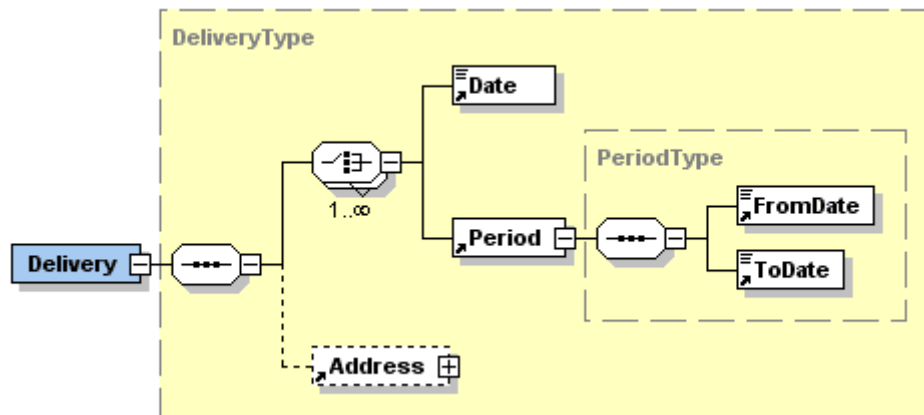 DeliveryType
Date
PeriodType
1..∞
FromDate
Period
Delivery
ToDate
Address